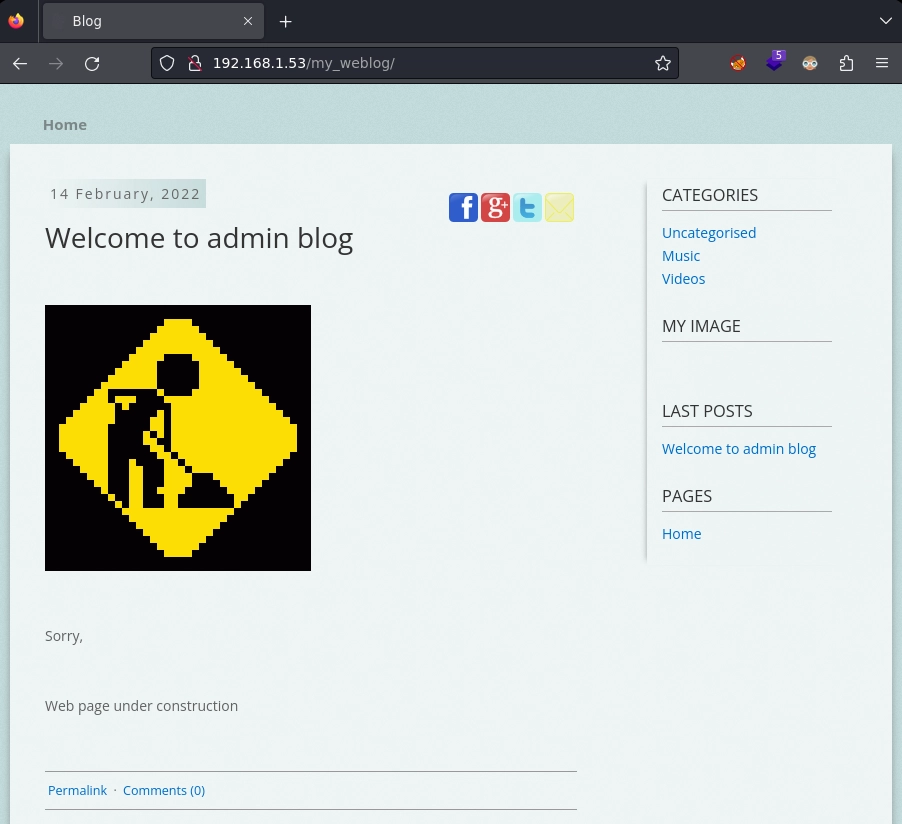 Blog
192.168.1.53/my_weblog/
5
Home
14 February, 2022
f g+ t
Welcome to admin blog
Sorry,
Web page under construction
Permalink · Comments (0)
CATEGORIES
Uncategorised
Music
Videos
MY IMAGE
LAST POSTS
Welcome to admin blog
PAGES
Home